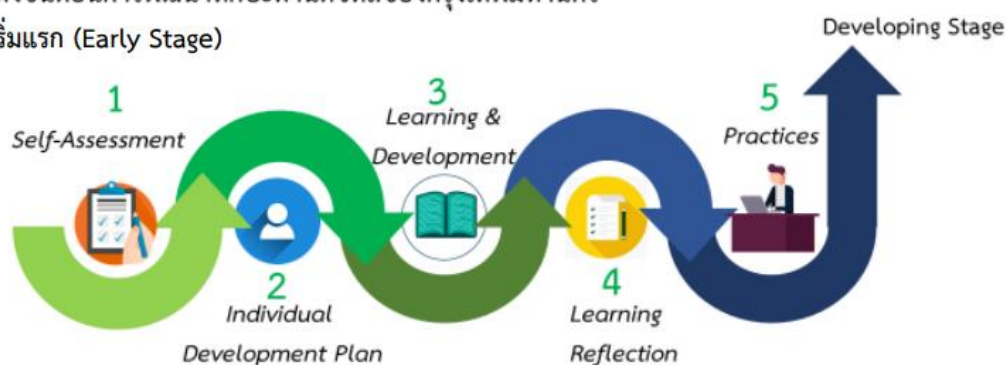 ริ่มแรก (Early Stage)
Developing Stage
1
Self-Assessment
2
Individual
Development Plan
3
Learning &
Development
4
Learning
Reflection
5
Practices